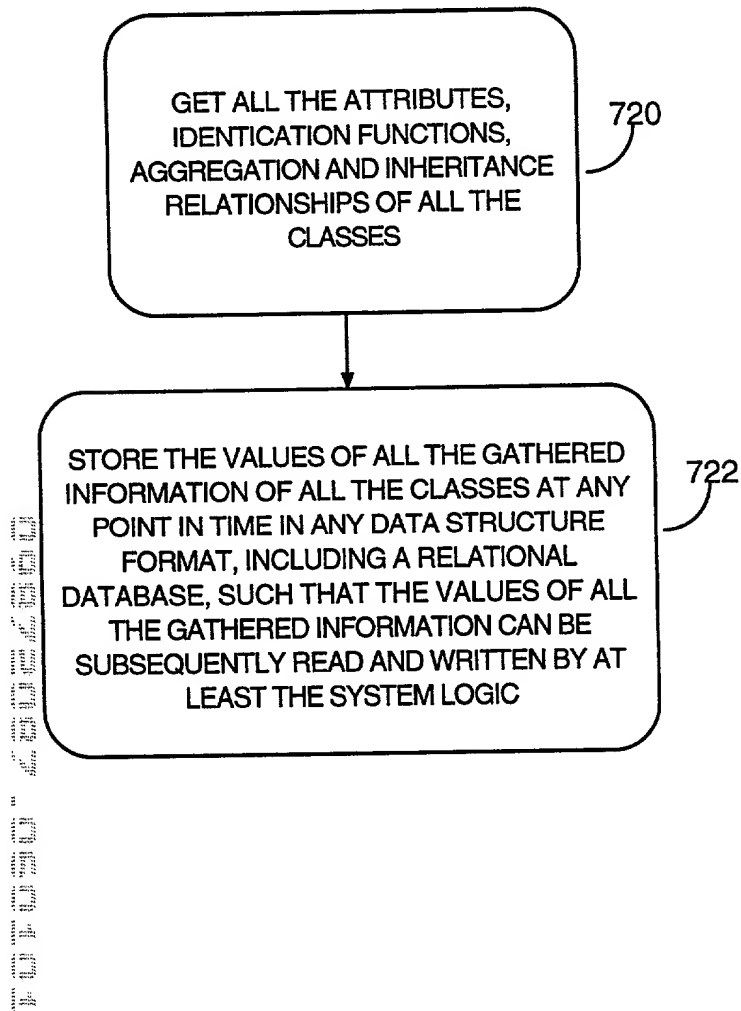 GET ALL THE ATTRIBUTES,
IDENTICATION FUNCTIONS,
AGGREGATION AND INHERITANCE
RELATIONSHIPS OF ALL THE
CLASSES
720
STORE THE VALUES OF ALL THE GATHERED
INFORMATION OF ALL THE CLASSES AT ANY
POINT IN TIME IN ANY DATA STRUCTURE
FORMAT, INCLUDING A RELATIONAL
DATABASE, SUCH THAT THE VALUES OF ALL
THE GATHERED INFORMATION CAN BE
SUBSEQUENTLY READ AND WRITTEN BY AT
LEAST THE SYSTEM LOGIC
722